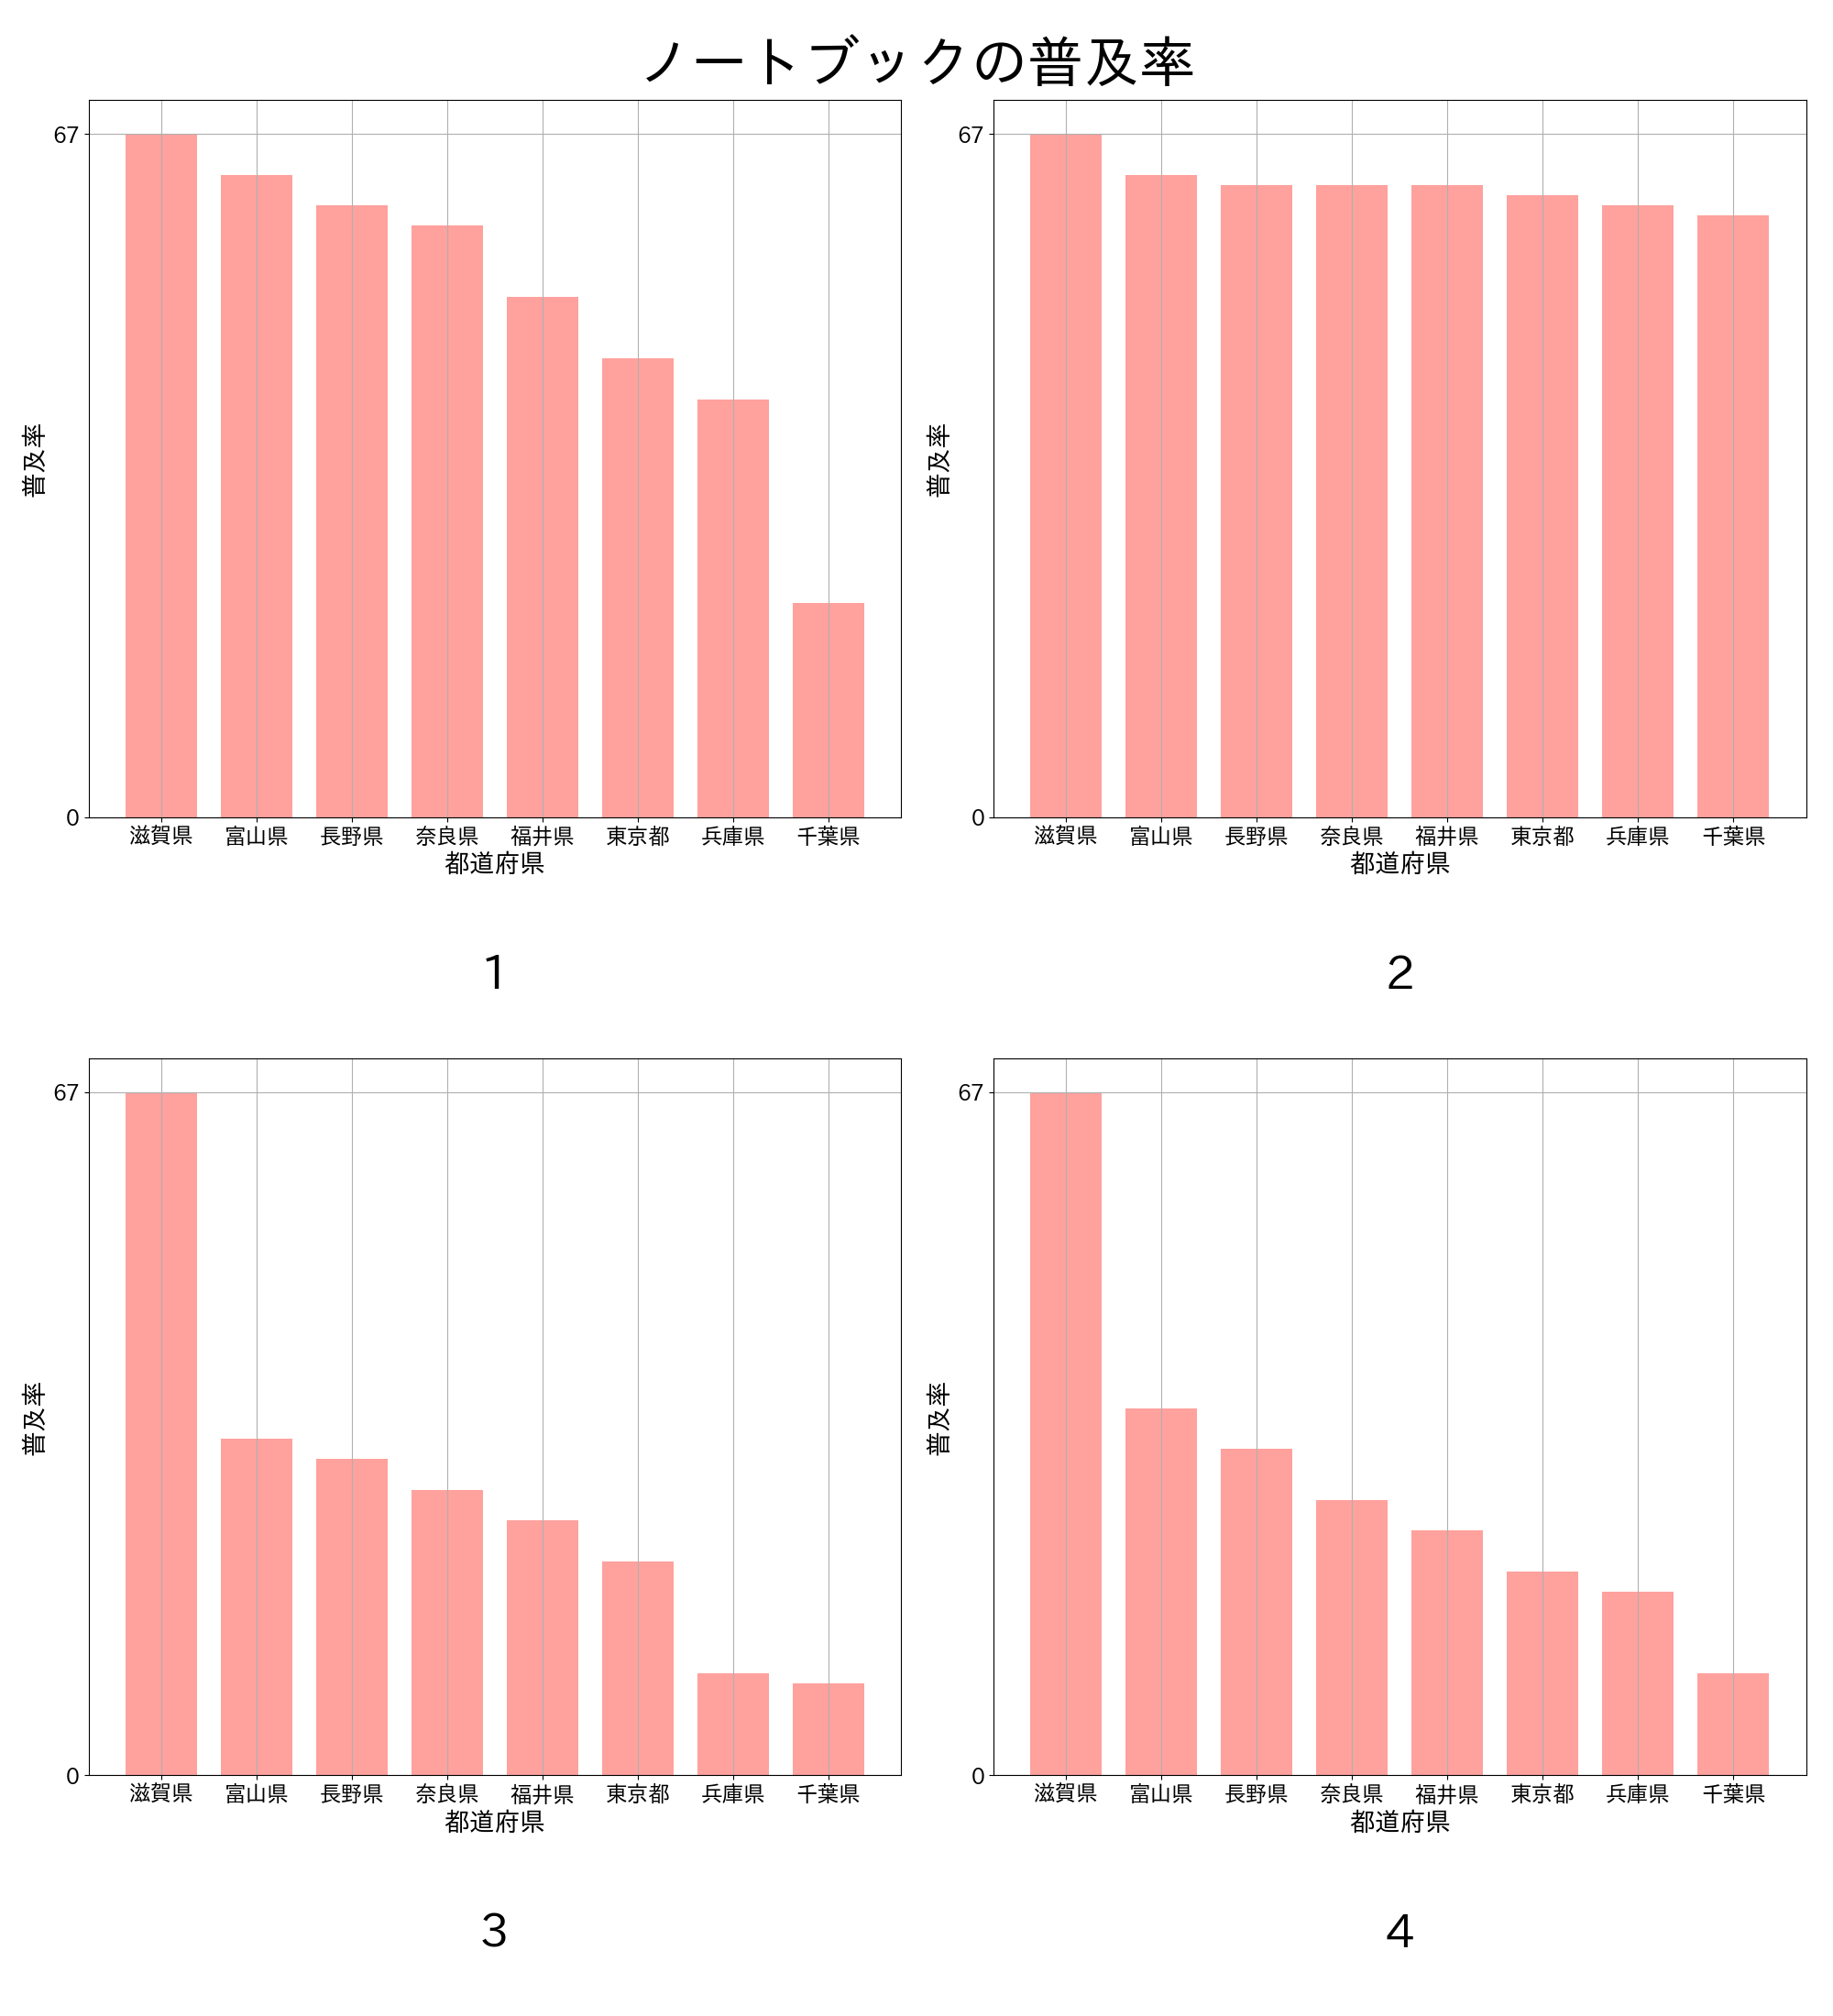 ノートブックの普及率
67
0
普及率
滋賀県 富山県 長野県 奈良県 福井県 東京都 兵庫県 千葉県
都道府県
1
67
0
普及率
滋賀県 富山県 長野県 奈良県 福井県 東京都 兵庫県 千葉県
都道府県
2
67
0
普及率
滋賀県 富山県 長野県 奈良県 福井県 東京都 兵庫県 千葉県
都道府県
3
67
0
普及率
滋賀県 富山県 長野県 奈良県 福井県 東京都 兵庫県 千葉県
都道府県
4